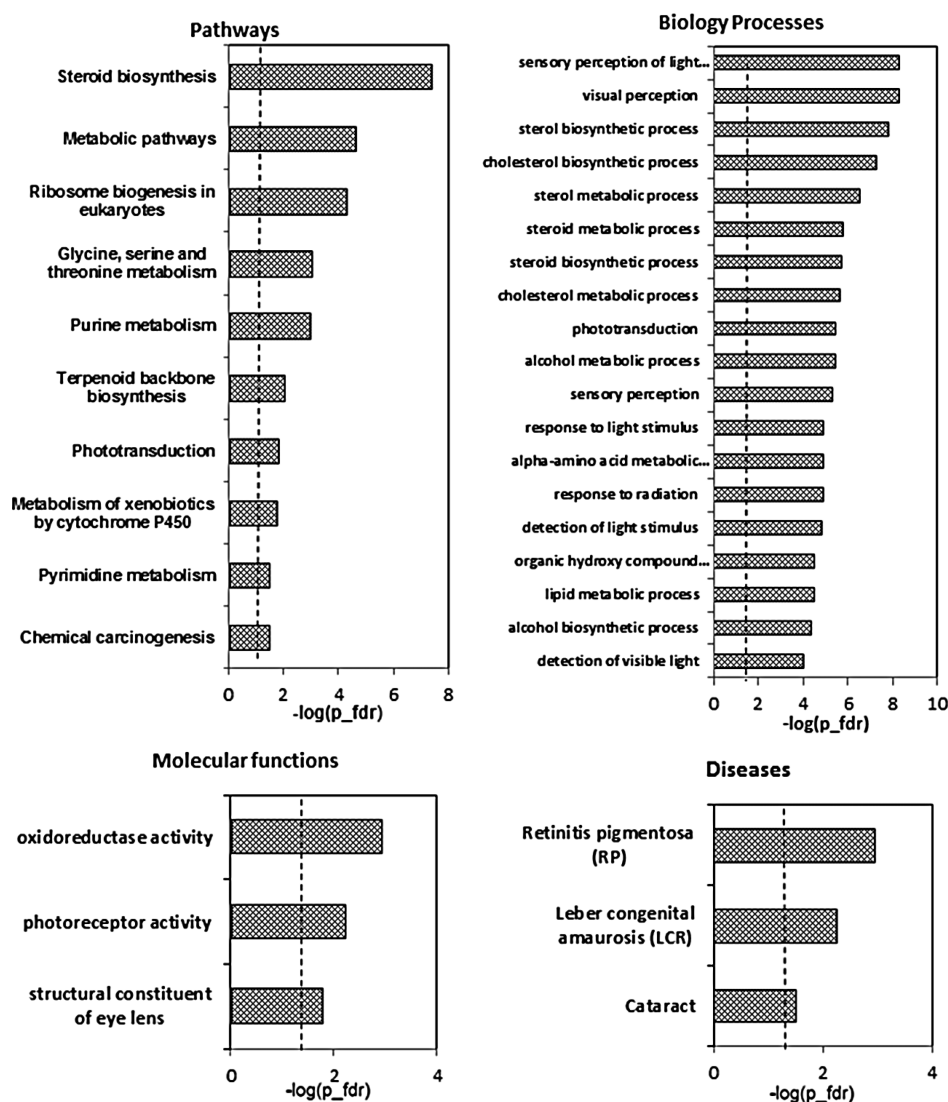 Pathways
Steroid biosynthesis
Metabolic pathways
Ribosome biogenesis in
eukaryotes
Glycine, serine and
threonine metabolism
Purine metabolism
Terpenoid backbone
biosynthesis
Phototransduction
Metabolism of xenobiotics
by cytochrome P450
Pyrimidine metabolism
Chemical carcinogenesis
0 2 4 6 8
-log(p_fdr)
Biology Processes
sensory perception of light...
visual perception
sterol biosynthetic process
cholesterol biosynthetic process
sterol metabolic process
steroid metabolic process
steroid biosynthetic process
cholesterol metabolic process
phototransduction
alcohol metabolic process
sensory perception
response to light stimulus
alpha-amino acid metabolic...
response to radiation
detection of light stimulus
organic hydroxy compound...
lipid metabolic process
alcohol biosynthetic process
detection of visible light
0 2 4 6 8 10
-log(p_fdr)
Molecular functions
oxidoreductase activity
photoreceptor activity
structural constituent
of eye lens
0 2 4
-log(p_fdr)
Diseases
Retinitis pigmentosa
(RP)
Leber congenital
amaurosis (LCR)
Cataract
0 2 4
-log(p_fdr)